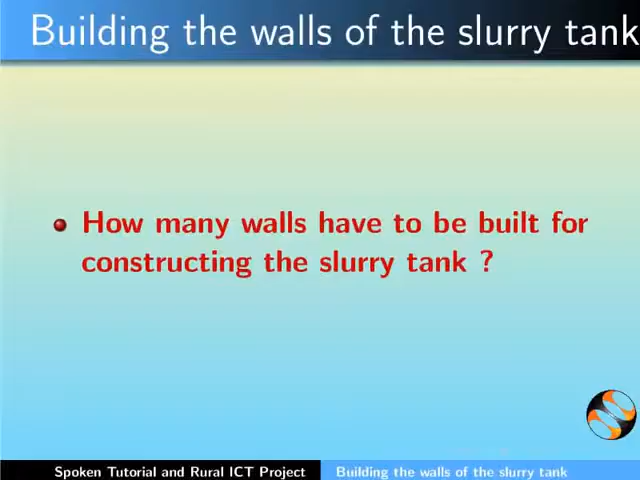 Building the walls of the slurry tank
How many walls have to be built for
constructing the slurry tank ?
Spoken Tutorial and Rural ICT Project
Building the walls of the slurry tank